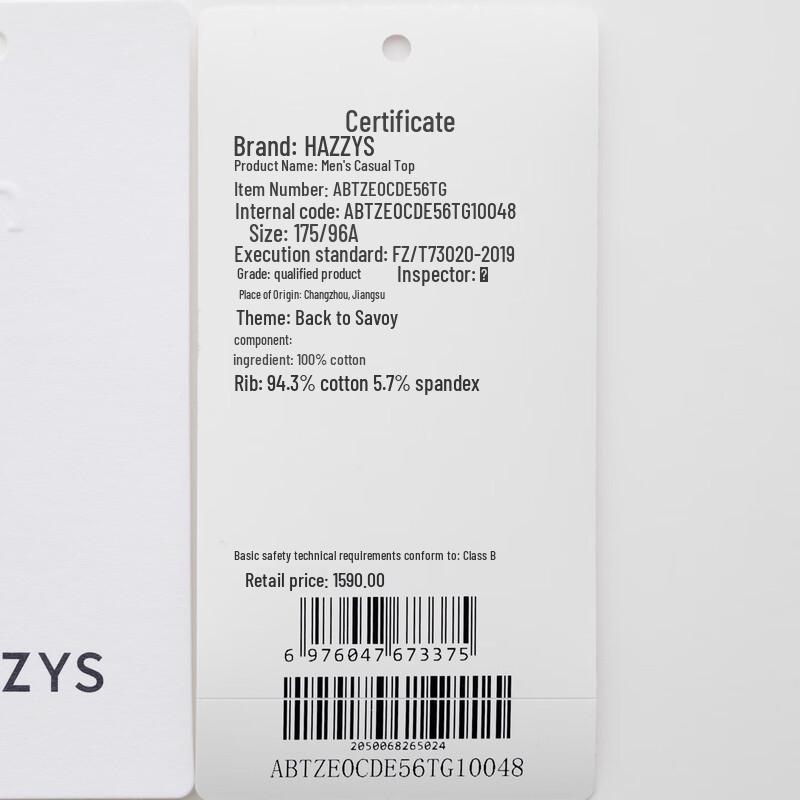 Certificate
Brand: HAZZYS
Product Name: Men's Casual Top
Item Number: ABTZE0CDE56TG
Internal code: ABTZE0CDE56TG10048
Size: 175/96A
Execution standard: FZ/T73020-2019
Grade: qualified product Inspector:
Place of Origin: Changzhou, Jiangsu
Theme: Back to Savoy
component:
ingredient: 100% cotton
Rib: 94.3% cotton 5.7% spandex
Basic safety technical requirements conform to: Class B
Retail price: 1590.00
6 976047 673375
2050068265024
ABTZE0CDE56TG10048
ZYS